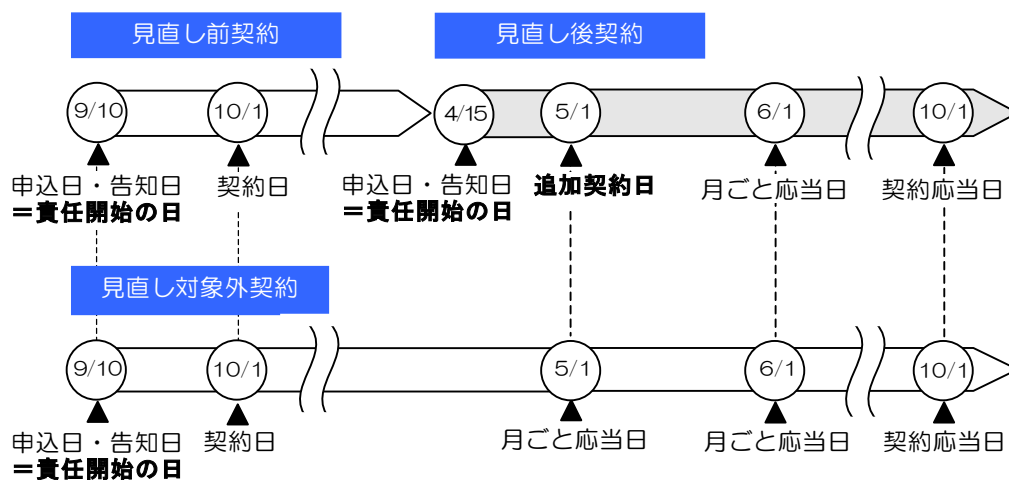 見直し前契約
見直し後契約
9/10
10/1
4/15
5/1
6/1
10/1
申込日・告知日
＝責任開始の日
契約日
申込日・告知日
＝責任開始の日
追加契約日
月ごと応当日
契約応当日
見直し対象外契約
9/10
10/1
5/1
6/1
10/1
申込日・告知日
＝責任開始の日
契約日
月ごと応当日
月ごと応当日
契約応当日